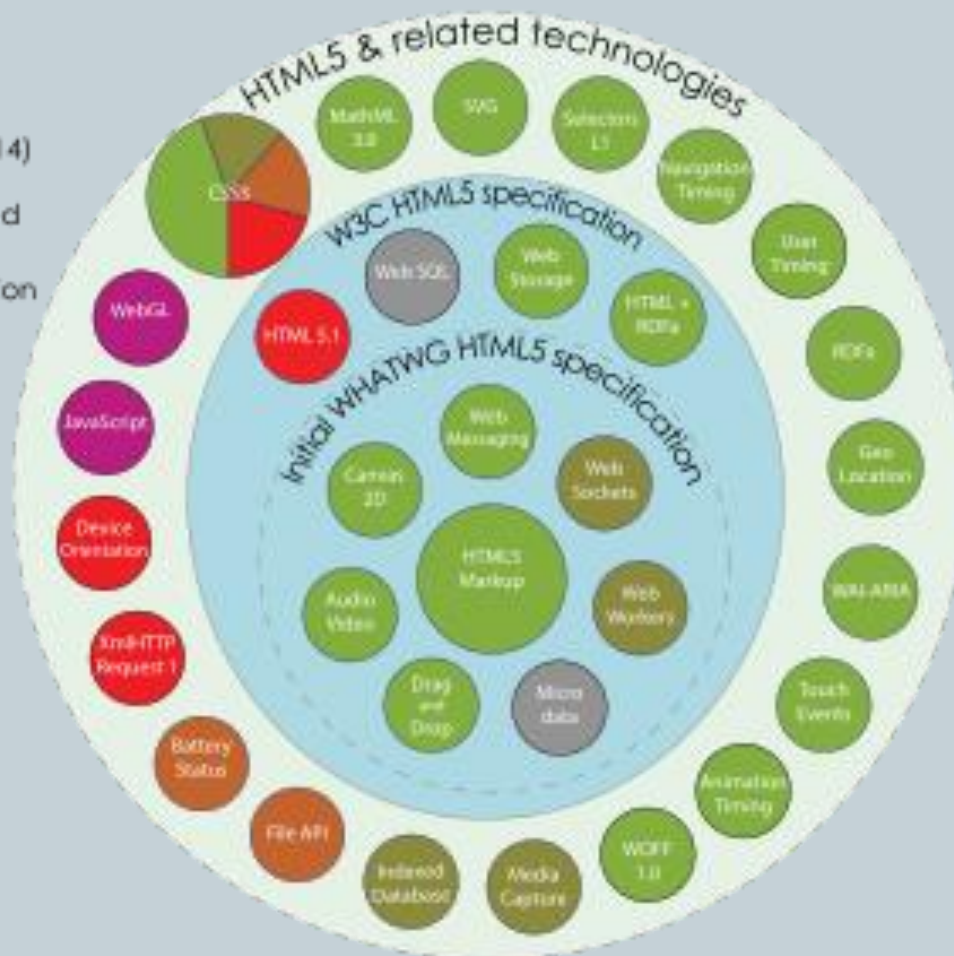 HTML5 & related technologies
14)
d
ion
MathML
3.0
SVG
Selectors
L1
Navigation
Timing
CSS3
User
Timing
W3C HTML5 specification
Web SQL
Web
Storage
HTML +
RDFa
HTML 5.1
WebGL
RDFa
Initial WHATWG HTML5 specification
JavaScript
Web
Messaging
Geo
Location
Canvas
2D
Web
Sockets
Device
Orientation
HTML5
Markup
WAI-ARIA
Audio
Video
Web
Workers
XmlHTTP
Request 1
Drag
and
Drop
Micro
data
Touch
Events
Battery
Status
Animation
Timing
File API
WOFF
1.0
Indexed
Database
Media
Capture